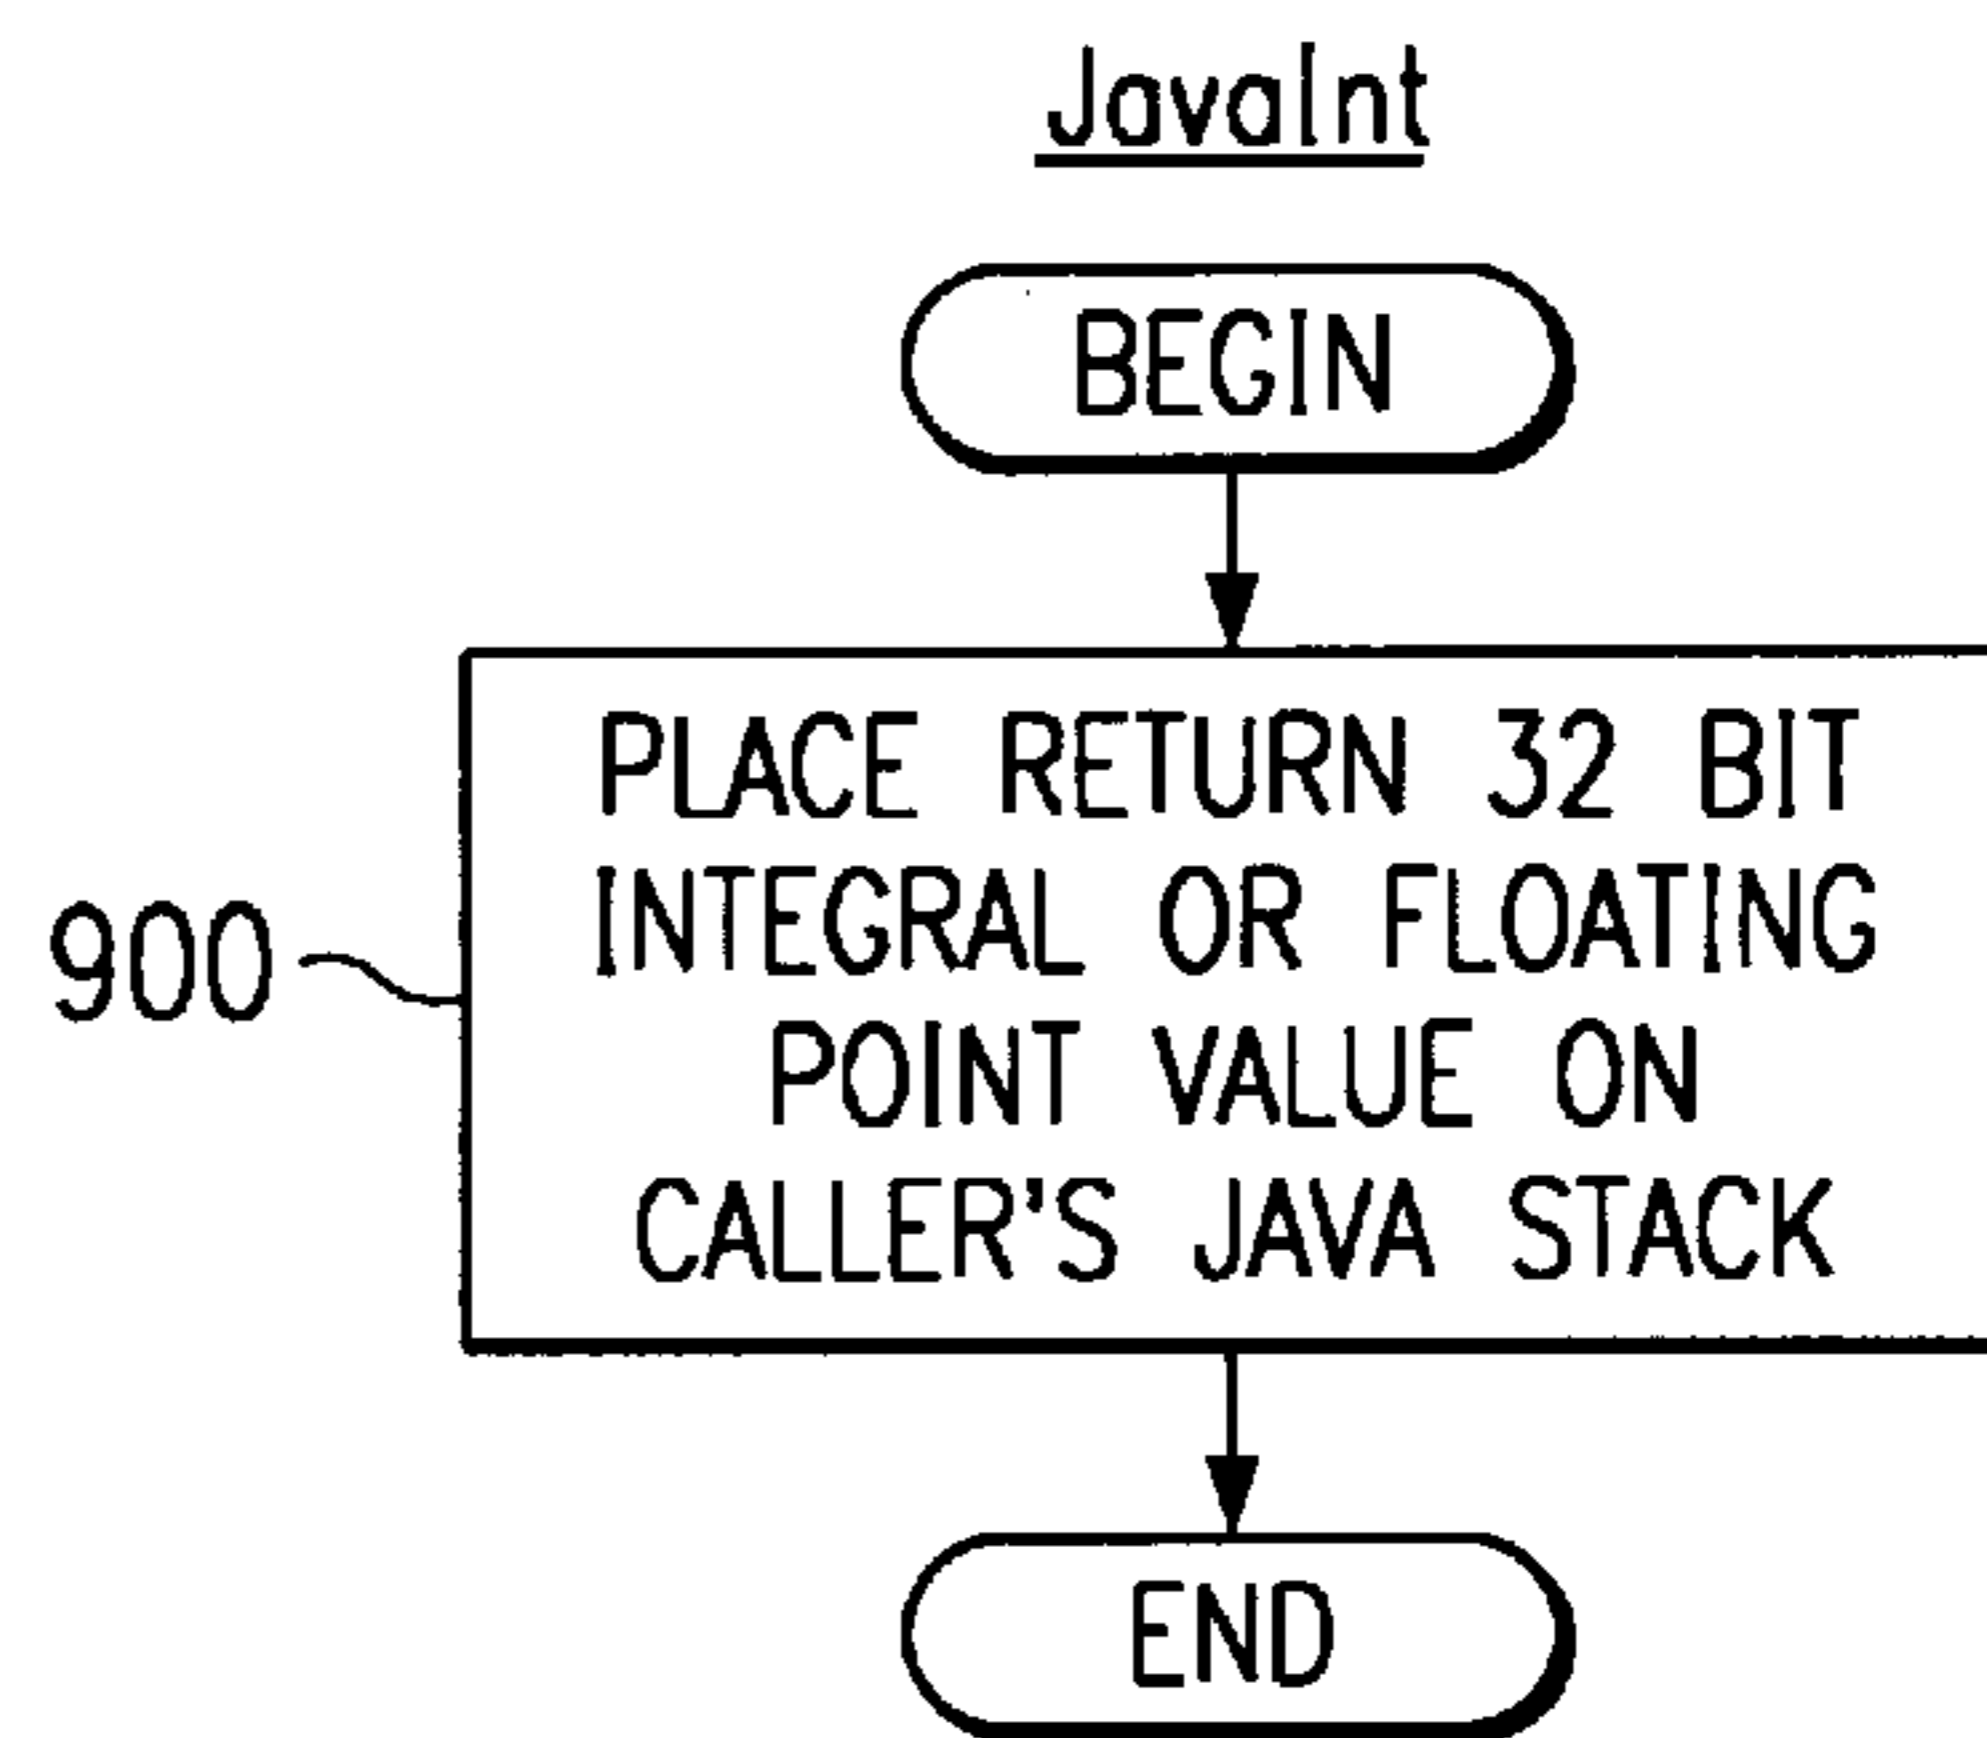 JavaInt
BEGIN
PLACE RETURN 32 BIT
INTEGRAL OR FLOATING
900
POINT VALUE ON
CALLER'S JAVA STACK
END